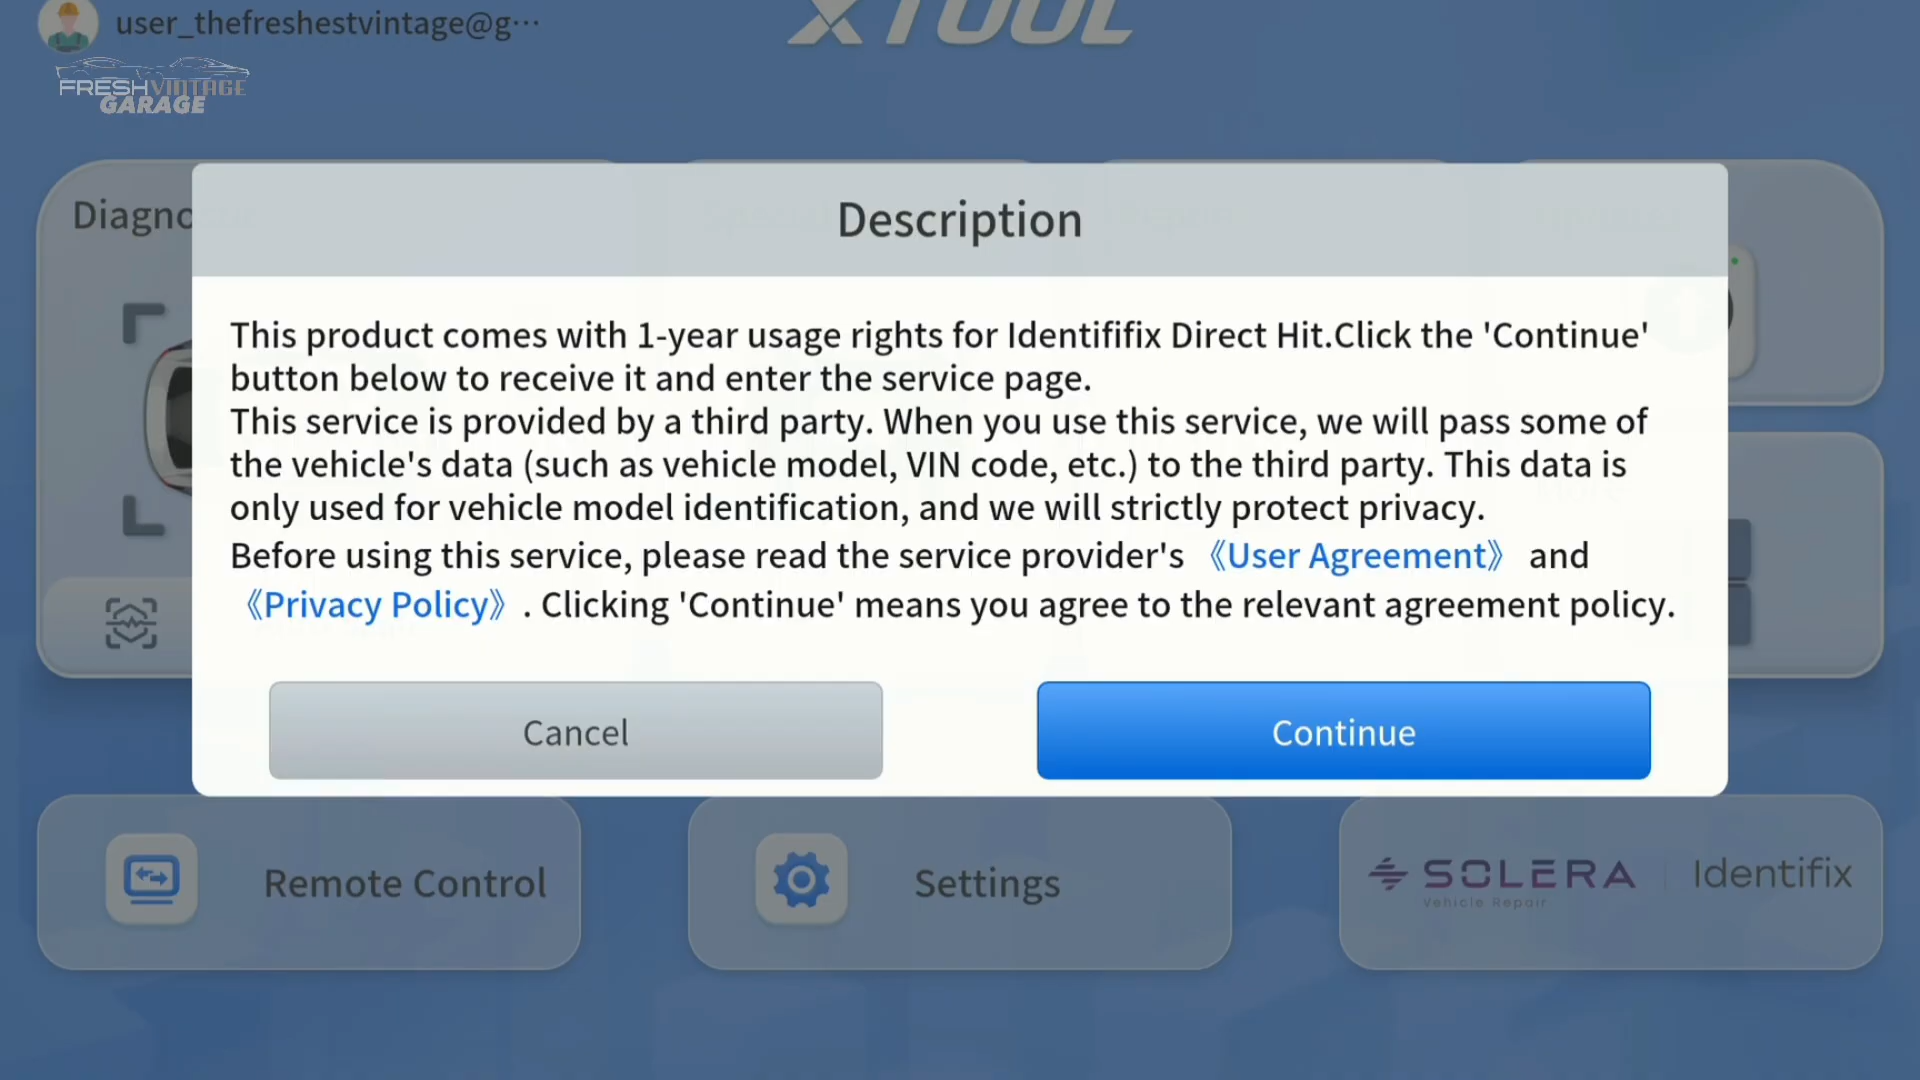 user_thefreshestvintage@g···
XTOOL
FRESHVINTAGE
GARAGE
Description
This product comes with 1-year usage rights for Identififix Direct Hit.Click the 'Continue'
button below to receive it and enter the service page.
This service is provided by a third party. When you use this service, we will pass some of
the vehicle's data (such as vehicle model, VIN code, etc.) to the third party. This data is
only used for vehicle model identification, and we will strictly protect privacy.
Before using this service, please read the service provider's 《User Agreement》 and
《Privacy Policy》 . Clicking 'Continue' means you agree to the relevant agreement policy.
Cancel
Continue
Remote Control
Settings
SOLERA
Vehicle Repair
Identifix